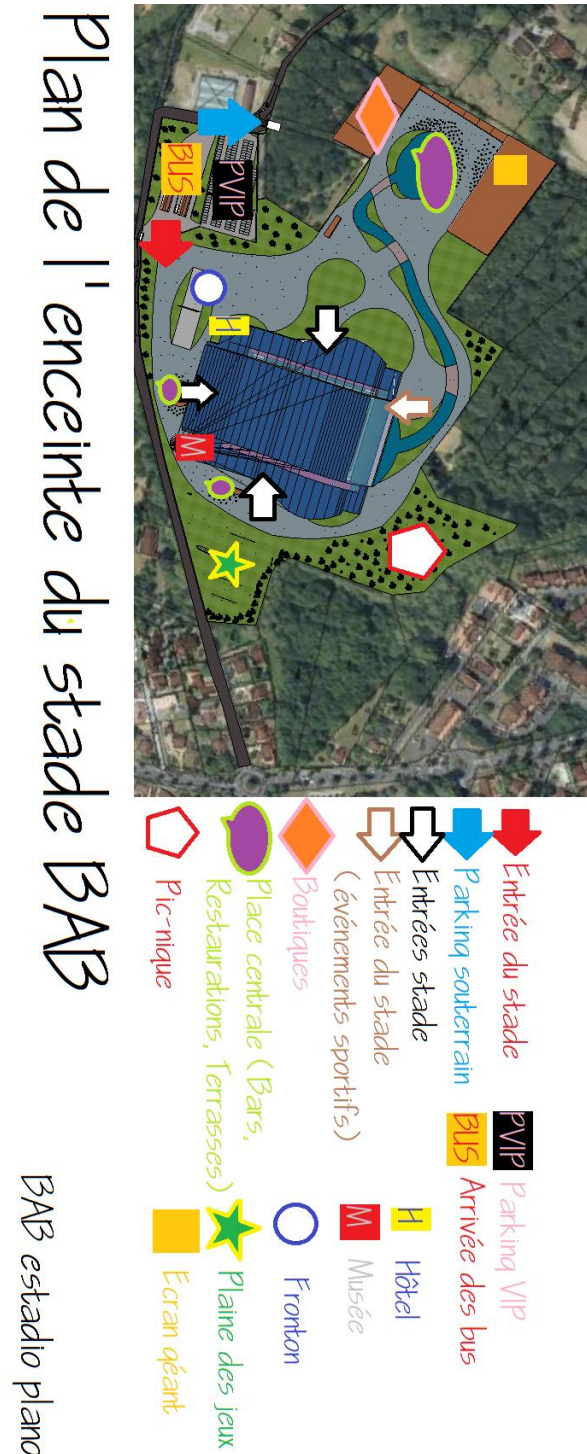 Plan de l'enceinte du stade BAB
BUS
PVIP
H
M
Entrée du stade
Parking souterrain
Entrées stade
Entrée du stade
(événements sportifs)
Boutiques
Place centrale (Bars,
Restaurations, Terrasses)
Pic-nique
PVIP Parking VIP
BUS Arrivée des bus
H Hôtel
M Musée
Fronton
Plaine des jeux
Ecran géant
BAB estadio plano